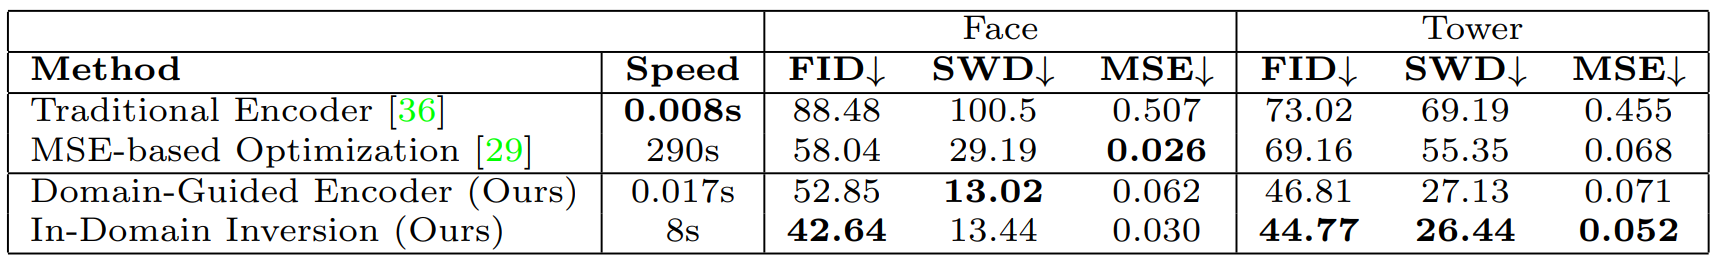 Face Tower
Method Speed FID↓ SWD↓ MSE↓ FID↓ SWD↓ MSE↓
Traditional Encoder [36] 0.008s 88.48 100.5 0.507 73.02 69.19 0.455
MSE-based Optimization [29] 290s 58.04 29.19 0.026 69.16 55.35 0.068
Domain-Guided Encoder (Ours) 0.017s 52.85 13.02 0.062 46.81 27.13 0.071
In-Domain Inversion (Ours) 8s 42.64 13.44 0.030 44.77 26.44 0.052